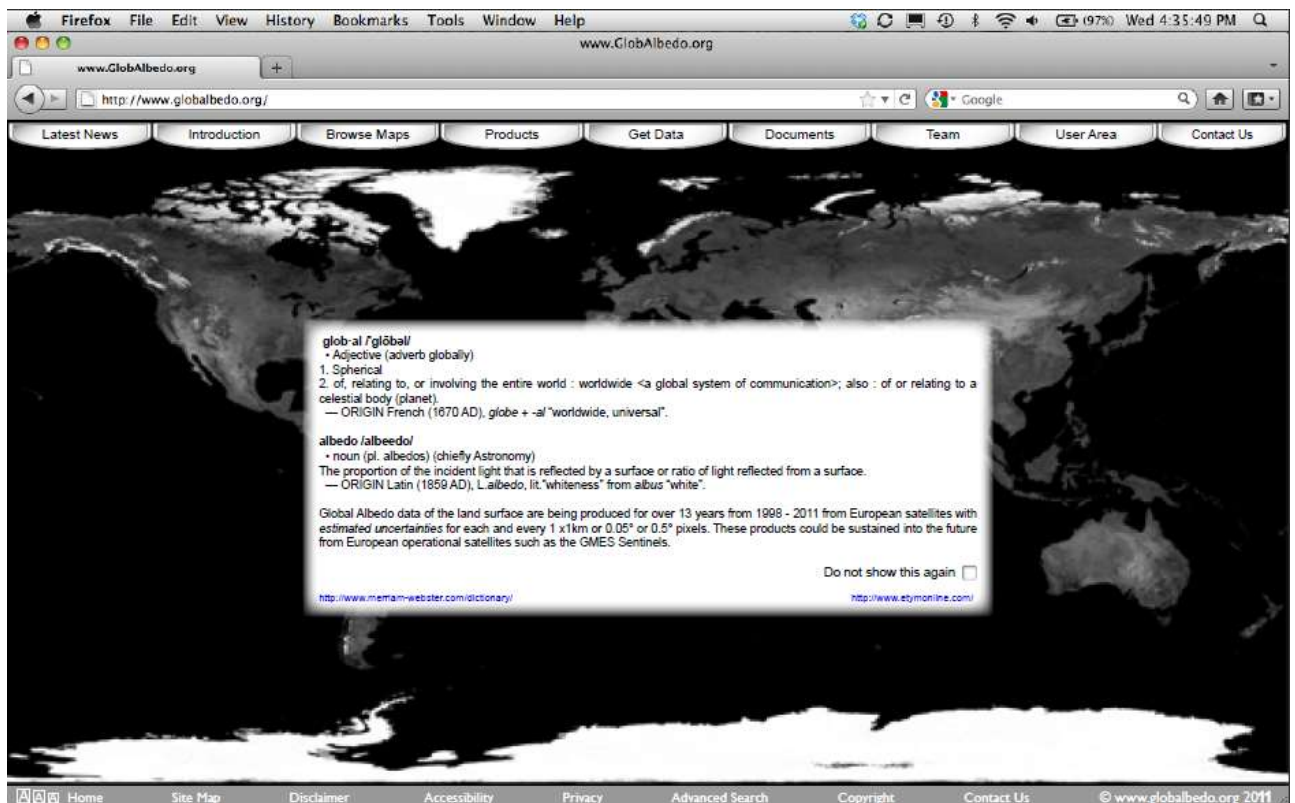 Firefox File Edit View History Bookmarks Tools Window Help (97%) Wed 4:35:49 PM
www.GlobAlbedo.org
www.GlobAlbedo.org +
http://www.globalbedo.org/ Google
Latest News Introduction Browse Maps Products Get Data Documents Team User Area Contact Us
glob·al /'glōbəl/
• Adjective (adverb globally)
1. Spherical
2. of, relating to, or involving the entire world : worldwide <a global system of communication>; also : of or relating to a
celestial body (planet).
— ORIGIN French (1670 AD), globe + -al "worldwide, universal".
albedo /albeedo/
• noun (pl. albedos) (chiefly Astronomy)
The proportion of the incident light that is reflected by a surface or ratio of light reflected from a surface.
— ORIGIN Latin (1859 AD), L.albedo, lit."whiteness" from albus "white".
Global Albedo data of the land surface are being produced for over 13 years from 1998 - 2011 from European satellites with
estimated uncertainties for each and every 1 x1km or 0.05° or 0.5° pixels. These products could be sustained into the future
from European operational satellites such as the GMES Sentinels.
Do not show this again
http://www.merriam-webster.com/dictionary/ http://www.etymonline.com/
A A A Home Site Map Disclaimer Accessibility Privacy Advanced Search Copyright Contact Us © www.globalbedo.org 2011